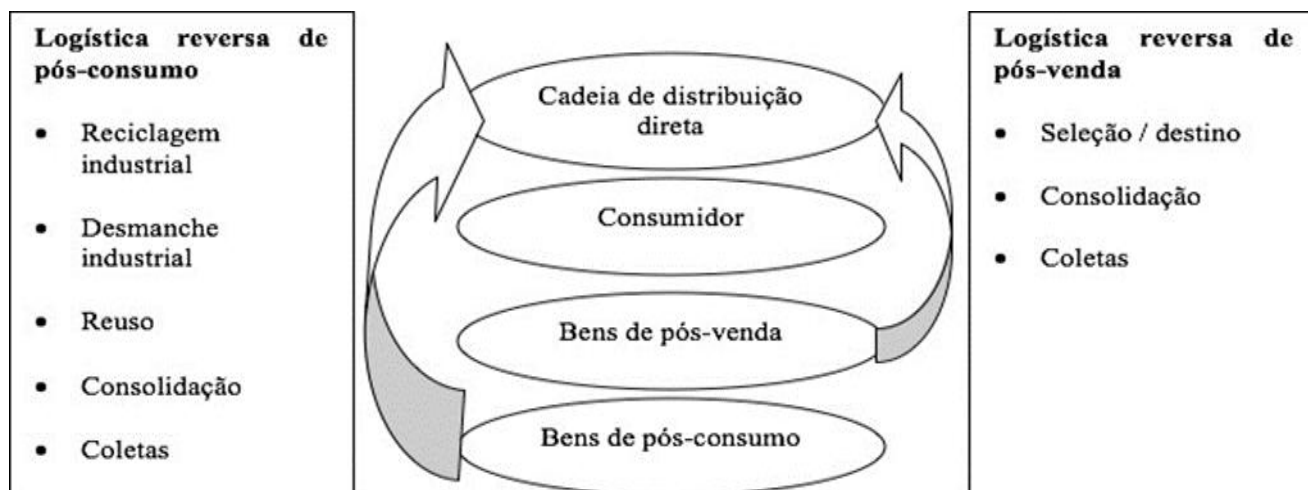 Logística reversa de
pós-consumo
• Reciclagem
industrial
• Desmanche
industrial
• Reuso
• Consolidação
• Coletas
Cadeia de distribuição
direta
Consumidor
Bens de pós-venda
Bens de pós-consumo
Logística reversa de
pós-venda
• Seleção / destino
• Consolidação
• Coletas